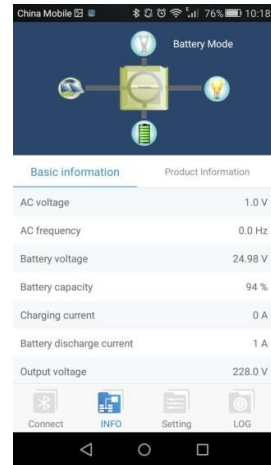 China Mobile 76% 10:18
Battery Mode
Basic information Product Information
AC voltage 1.0 V
AC frequency 0.0 Hz
Battery voltage 24.98 V
Battery capacity 94 %
Charging current 0 A
Battery discharge current 1 A
Output voltage 228.0 V
Connect INFO Setting LOG